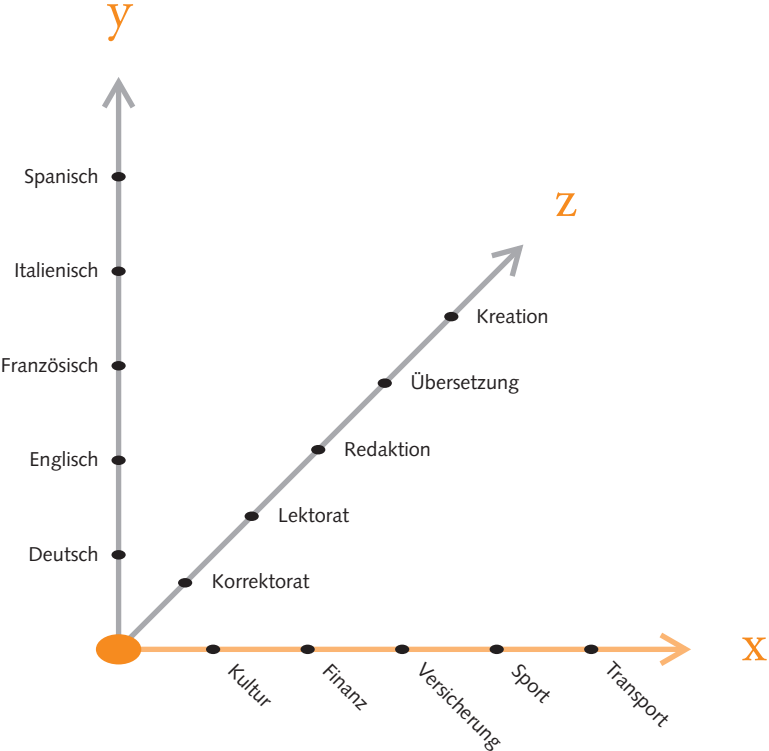 y
Spanisch
z
Italienisch
Kreation
Französisch
Übersetzung
Redaktion
Englisch
Lektorat
Deutsch
Korrektorat
x
Kultur
Finanz
Versicherung
Sport
Transport